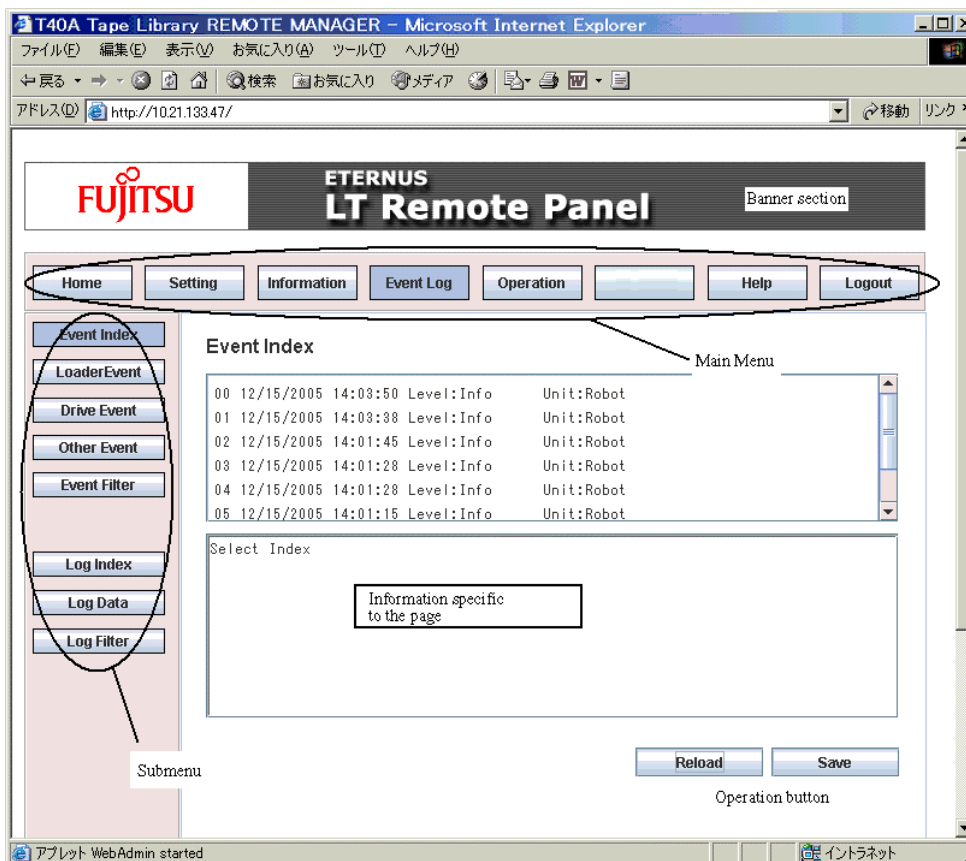 T40A Tape Library REMOTE MANAGER - Microsoft Internet Explorer
ファイル(F) 編集(E) 表示(V) お気に入り(A) ツール(T) ヘルプ(H)
戻る 検索 お気に入り メディア
アドレス(D) http://10.21.133.47/ 移動 リンク »
FUJITSU
ETERNUS
LT Remote Panel
Banner section
Home Setting Information Event Log Operation Help Logout
Main Menu
Event Index
LoaderEvent
Drive Event
Other Event
Event Filter
Log Index
Log Data
Log Filter
Submenu
Event Index
00 12/15/2005 14:03:50 Level:Info Unit:Robot
01 12/15/2005 14:03:38 Level:Info Unit:Robot
02 12/15/2005 14:01:45 Level:Info Unit:Robot
03 12/15/2005 14:01:28 Level:Info Unit:Robot
04 12/15/2005 14:01:28 Level:Info Unit:Robot
05 12/15/2005 14:01:15 Level:Info Unit:Robot
Select Index
Information specific
to the page
Reload Save
Operation button
アプレット WebAdmin started イントラネット